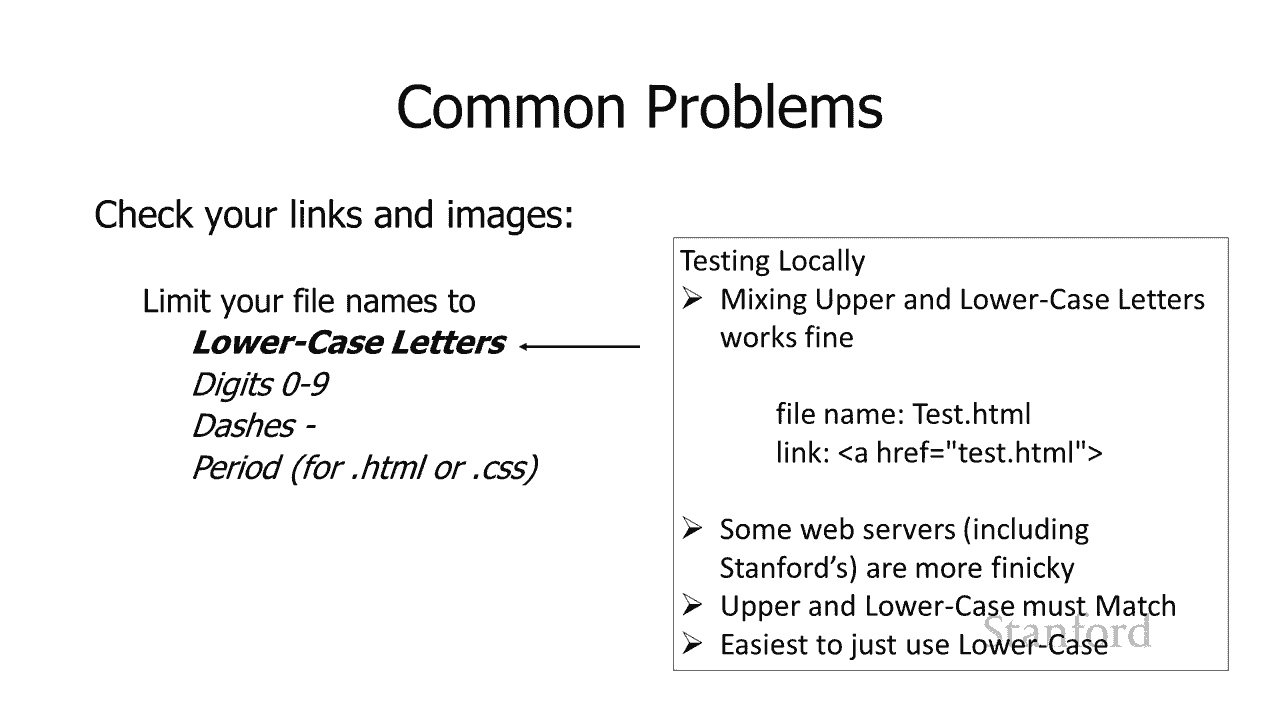 Common Problems
Check your links and images:
Limit your file names to
Lower-Case Letters
Digits 0-9
Dashes -
Period (for .html or .css)
Testing Locally
➢ Mixing Upper and Lower-Case Letters
works fine
file name: Test.html
link: <a href="test.html">
➢ Some web servers (including
Stanford’s) are more finicky
➢ Upper and Lower-Case must Match
➢ Easiest to just use Lower-Case
Stanford